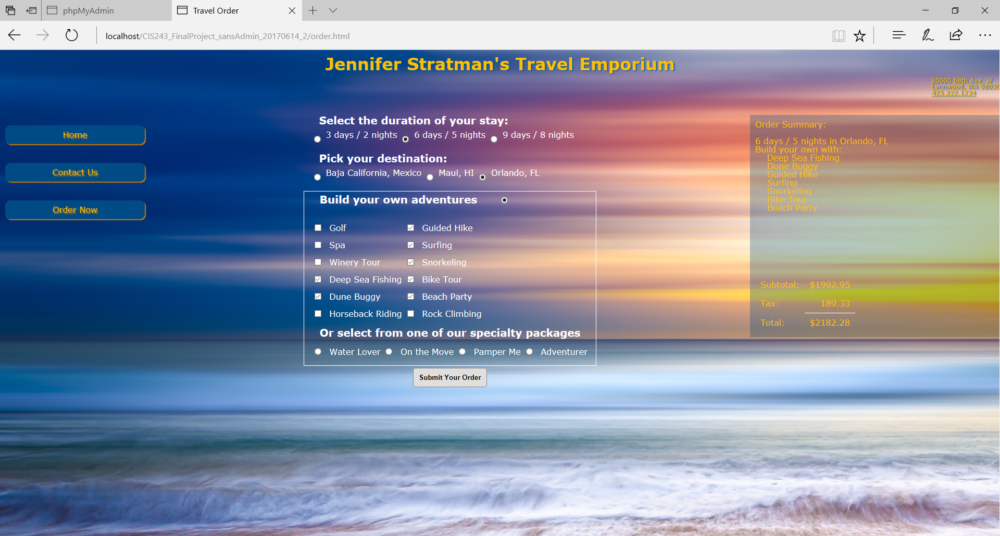 phpMyAdmin
Travel Order
localhost/CIS243_FinalProject_sansAdmin_20170614_2/order.html
Jennifer Stratman's Travel Emporium
20000 68th Ave. W
Lynnwood, WA 98036
425.222.1234
Home
Contact Us
Order Now
Select the duration of your stay:
3 days / 2 nights 6 days / 5 nights 9 days / 8 nights
Pick your destination:
Baja California, Mexico Maui, HI Orlando, FL
Build your own adventures
Golf Guided Hike
Spa Surfing
Winery Tour Snorkeling
Deep Sea Fishing Bike Tour
Dune Buggy Beach Party
Horseback Riding Rock Climbing
Or select from one of our specialty packages
Water Lover On the Move Pamper Me Adventurer
Submit Your Order
Order Summary:
6 days / 5 nights in Orlando, FL
Build your own with:
Deep Sea Fishing
Dune Buggy
Guided Hike
Surfing
Snorkeling
Bike Tour
Beach Party
Subtotal: $1992.95
Tax: 189.33
Total: $2182.28